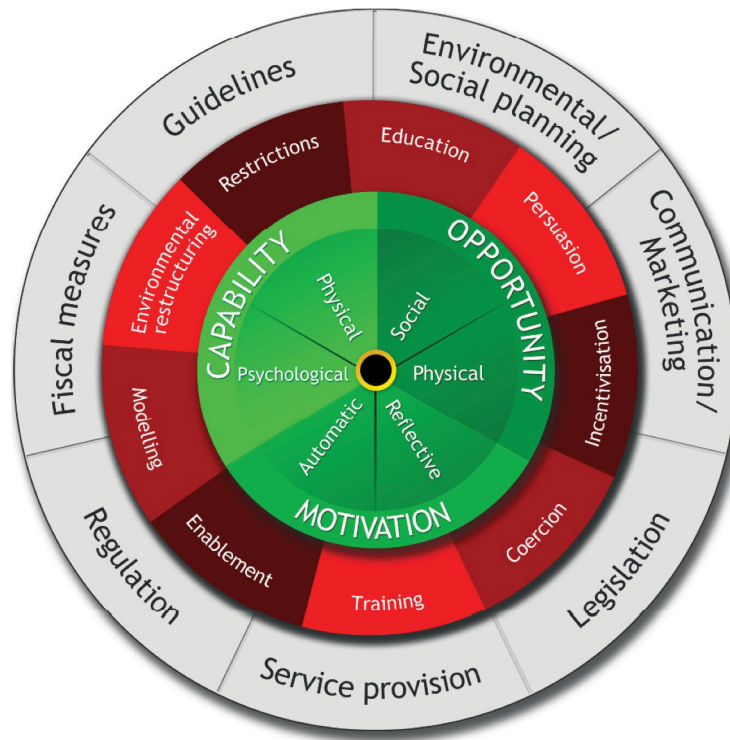 Guidelines
Environmental/
Social planning
Communication/
Marketing
Legislation
Service provision
Regulation
Fiscal measures
Restrictions
Education
Persuasion
Incentivisation
Coercion
Training
Enablement
Modelling
Environmental
restructuring
CAPABILITY
OPPORTUNITY
MOTIVATION
Physical
Social
Physical
Reflective
Automatic
Psychological